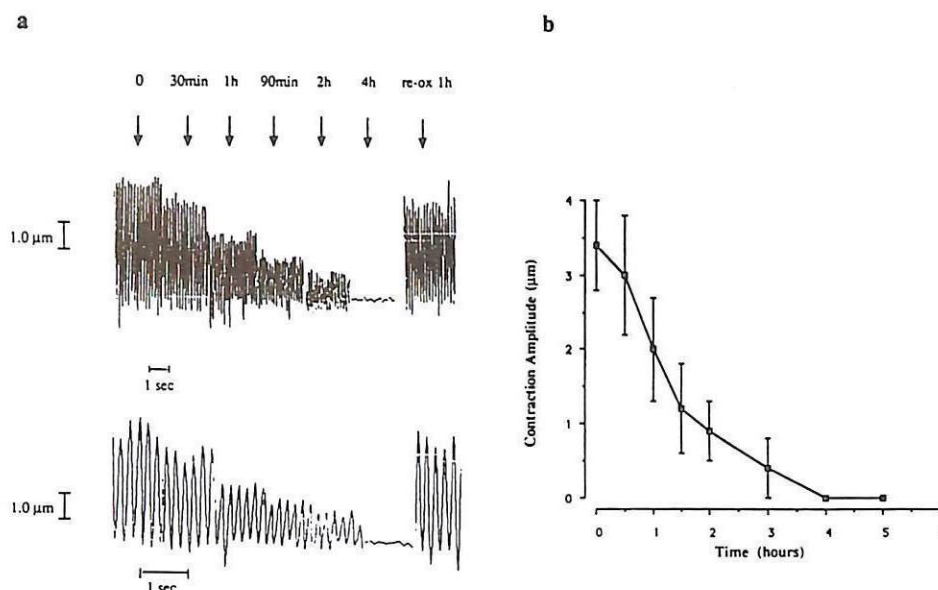 a
0 30min 1h 90min 2h 4h re-ox 1h
1.0 µm
1 sec
1.0 µm
1 sec
b
4
3
2
1
0
Contraction Amplitude (µm)
0 1 2 3 4 5
Time (hours)